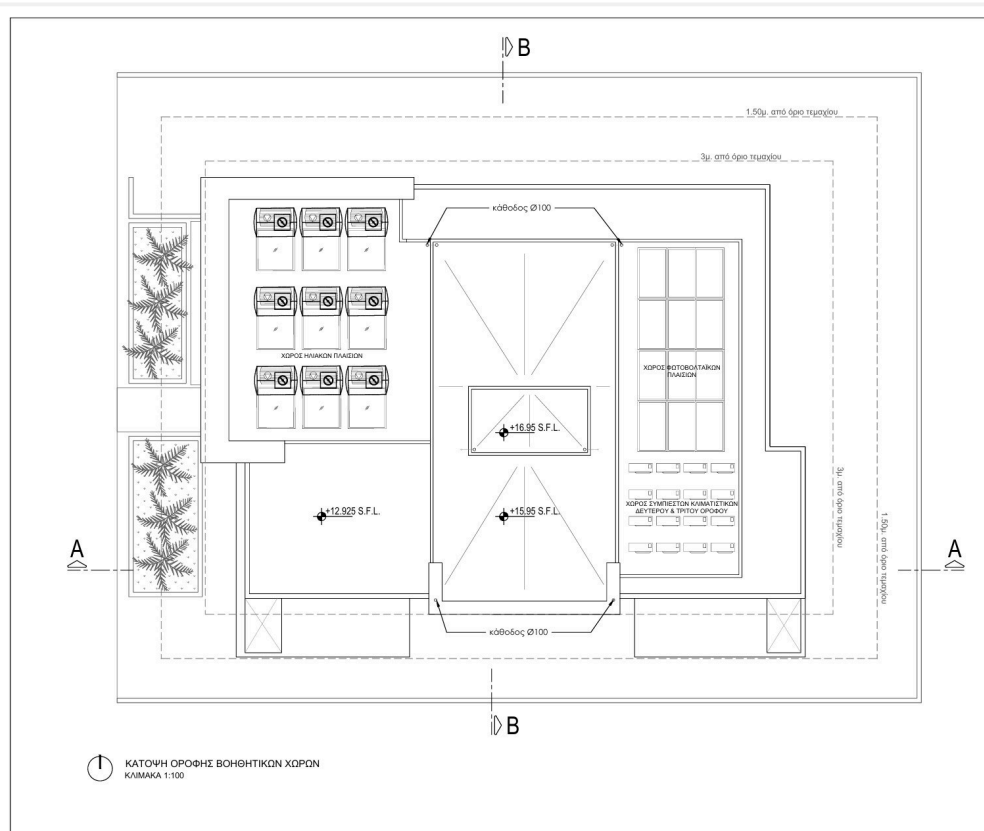 B
1.50μ. από όριο τεμαχίου
3μ. από όριο τεμαχίου
κάθοδος Ø100
ΧΩΡΟΣ ΗΛΙΑΚΩΝ ΠΛΑΙΣΙΩΝ
ΧΩΡΟΣ ΦΩΤΟΒΟΛΤΑΪΚΩΝ
ΠΛΑΙΣΙΩΝ
+16.95 S.F.L.
+12.925 S.F.L.
+15.95 S.F.L.
ΧΩΡΟΣ ΣΥΜΠΙΕΣΤΩΝ ΚΛΙΜΑΤΙΣΤΙΚΩΝ
ΔΕΥΤΕΡΟΥ & ΤΡΙΤΟΥ ΟΡΟΦΟΥ
3μ. από όριο τεμαχίου
1.50μ. από όριο τεμαχίου
A
A
κάθοδος Ø100
B
ΚΑΤΟΨΗ ΟΡΟΦΗΣ ΒΟΗΘΗΤΙΚΩΝ ΧΩΡΩΝ
ΚΛΙΜΑΚΑ 1:100